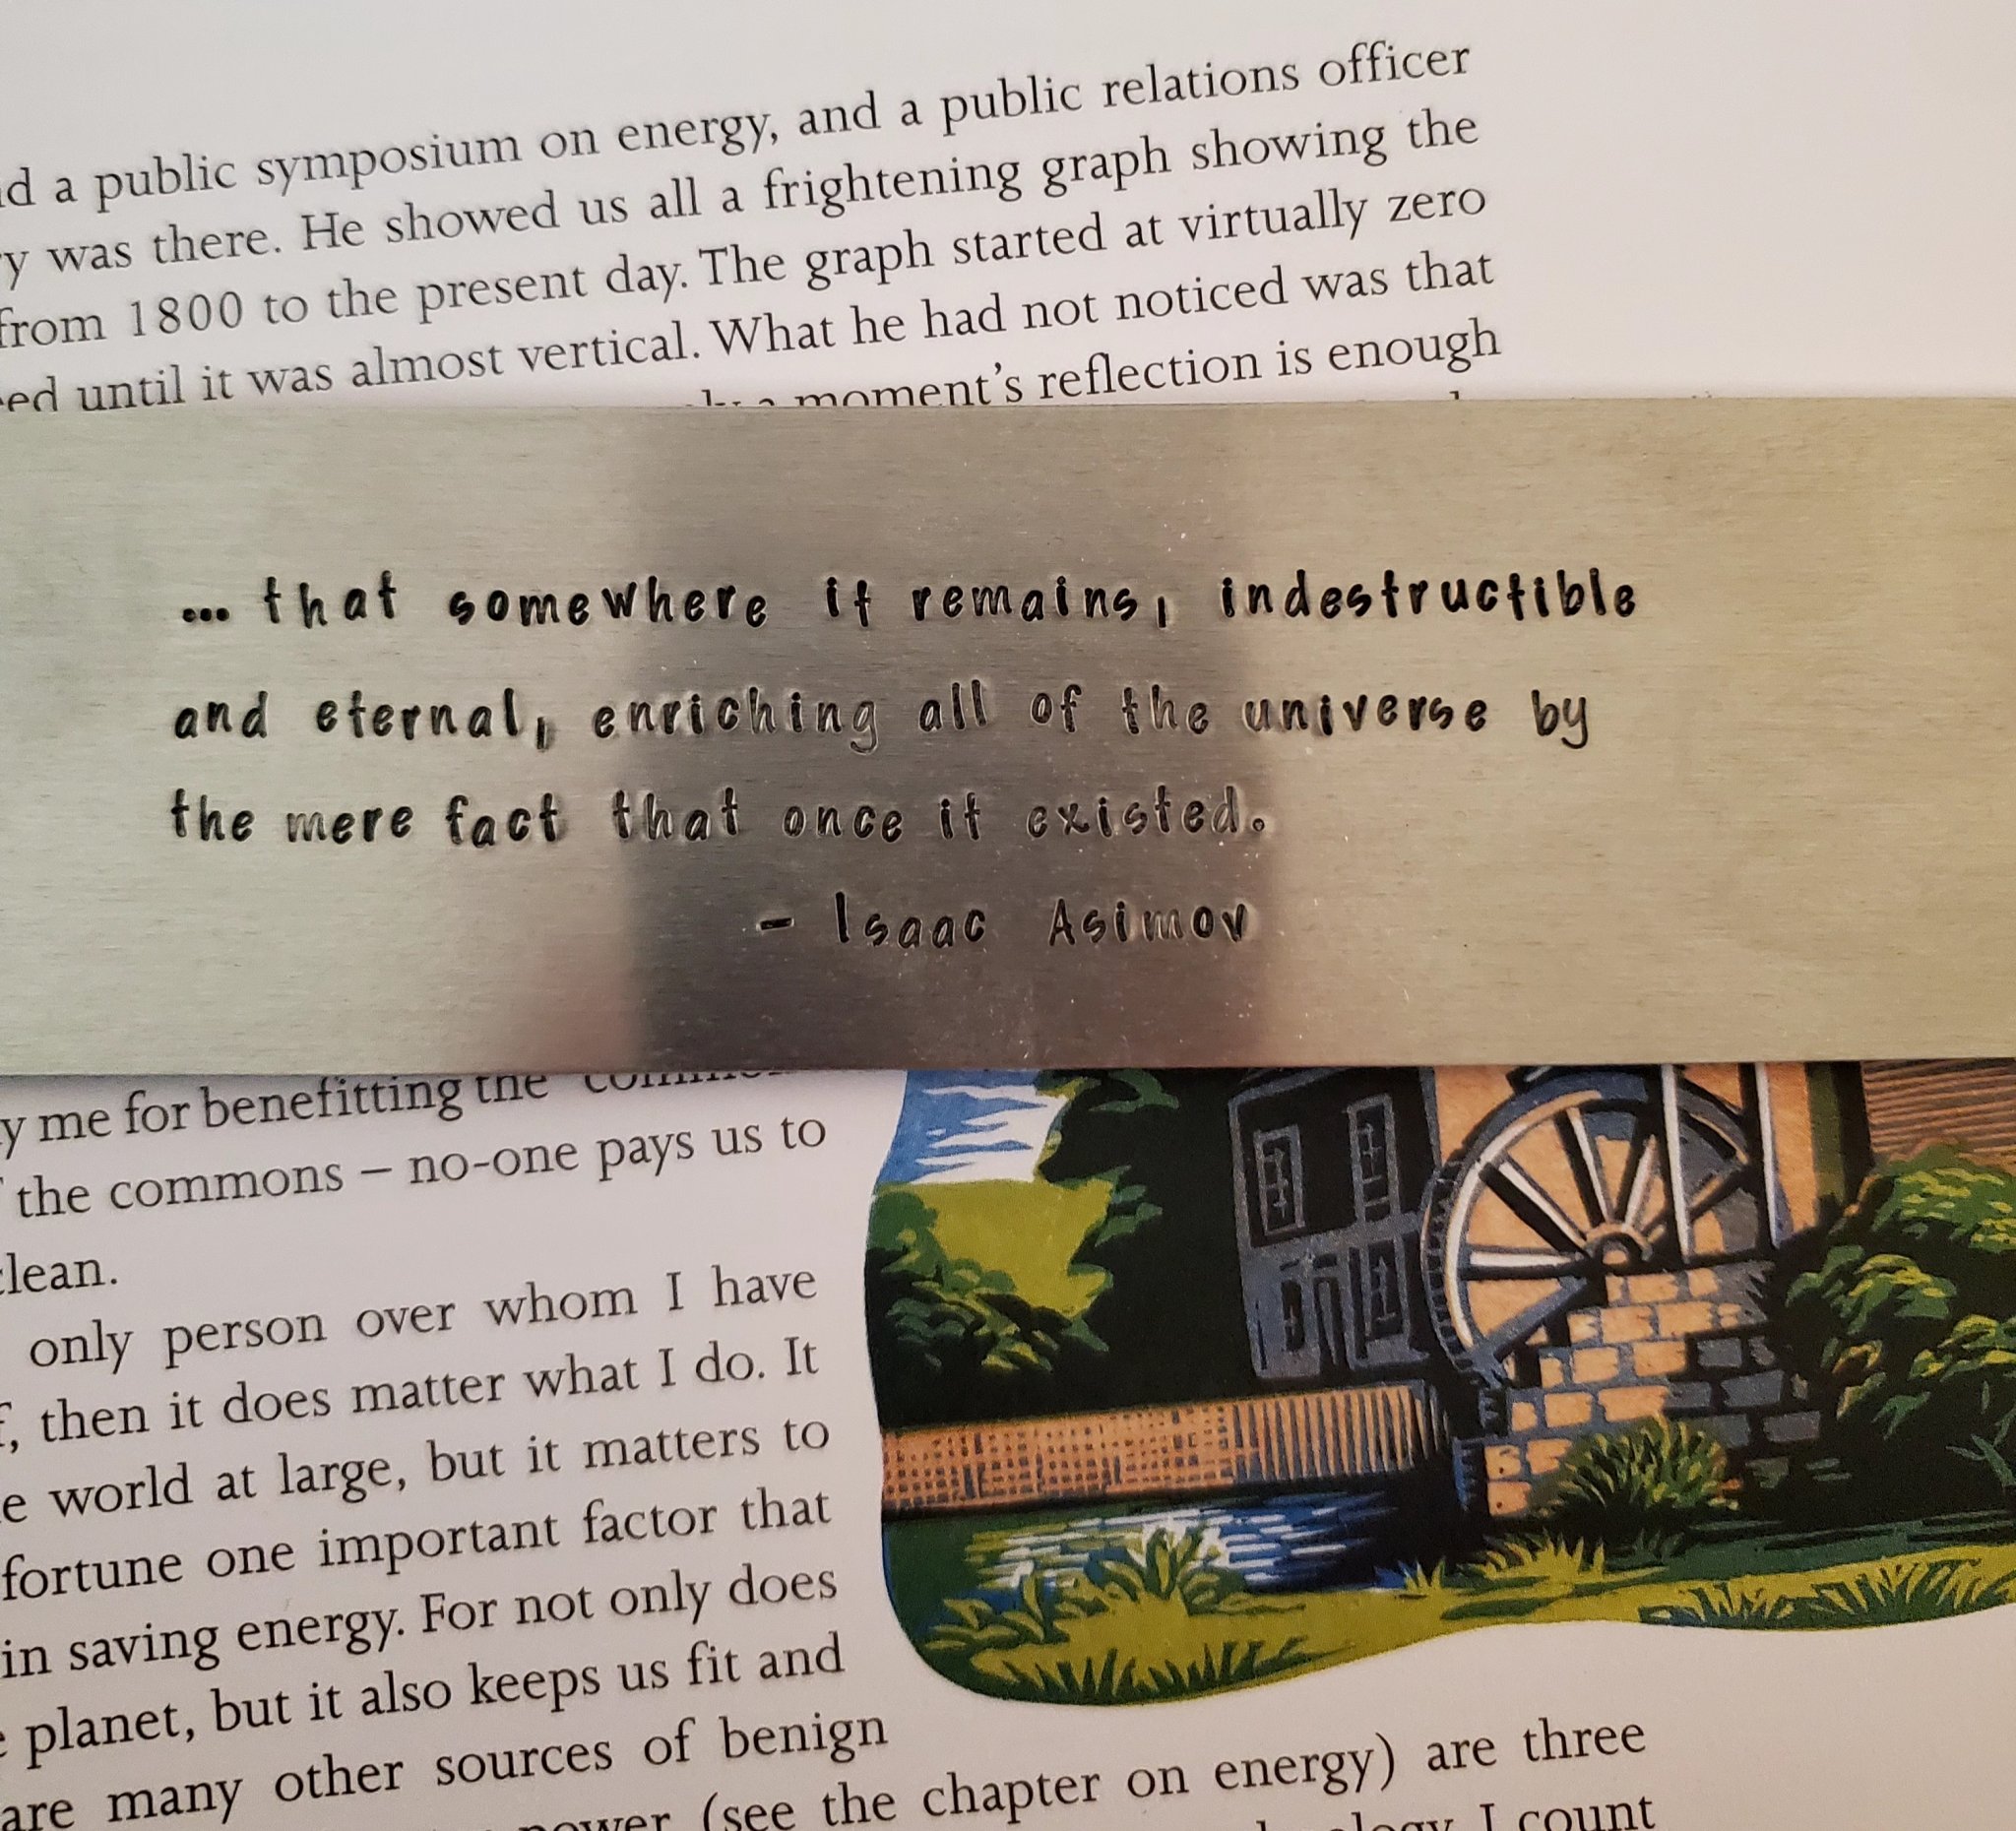 d a public symposium on energy, and a public relations officer
y was there. He showed us all a frightening graph showing the
from 1800 to the present day. The graph started at virtually zero
ed until it was almost vertical. What he had not noticed was that
a moment's reflection is enough
... that somewhere it remains, indestructible
and eternal, enriching all of the universe by
the mere fact that once it existed.
- Isaac Asimov
y me for benefitting the
the commons – no-one pays us to
clean.
only person over whom I have
, then it does matter what I do. It
e world at large, but it matters to
fortune one important factor that
in saving energy. For not only does
planet, but it also keeps us fit and
are many other sources of benign
power (see the chapter on energy) are three
I count